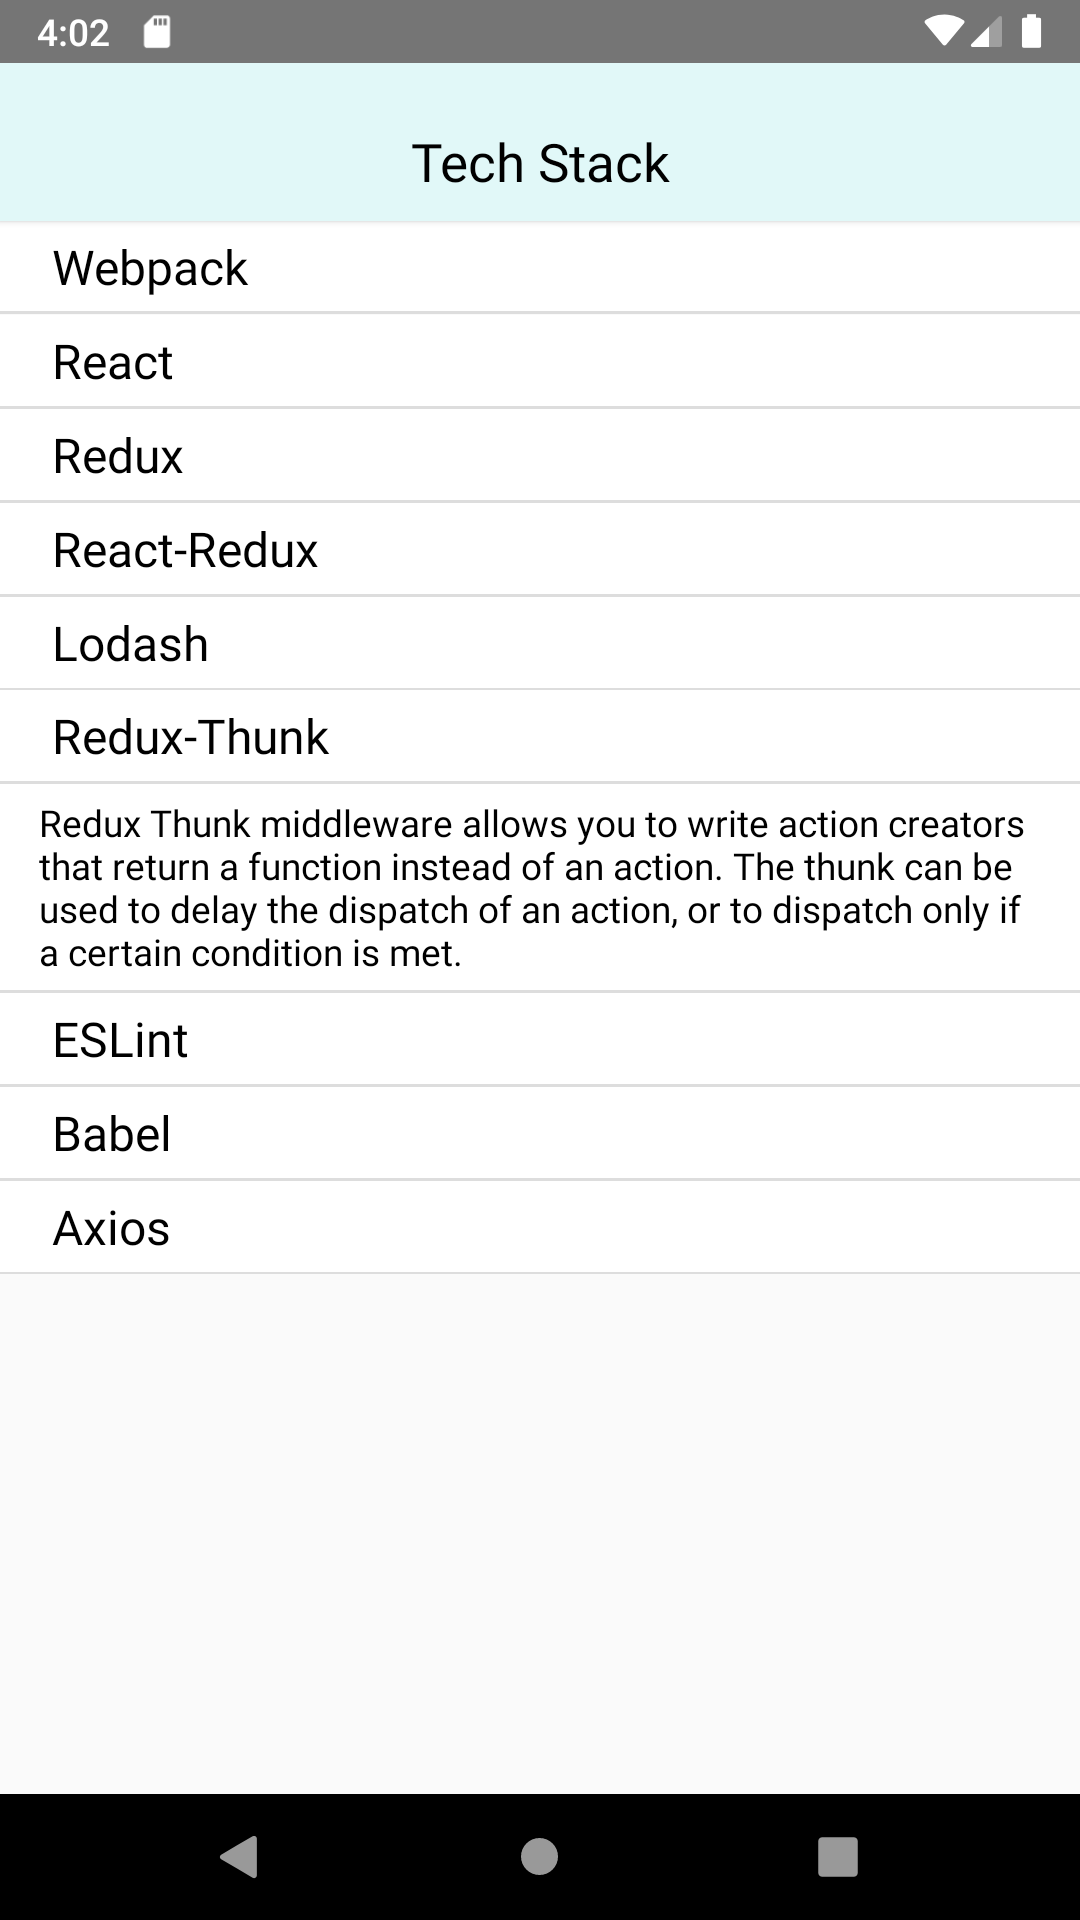 4:02
Tech Stack
Webpack
React
Redux
React-Redux
Lodash
Redux-Thunk
Redux Thunk middleware allows you to write action creators
that return a function instead of an action. The thunk can be
used to delay the dispatch of an action, or to dispatch only if
a certain condition is met.
ESLint
Babel
Axios